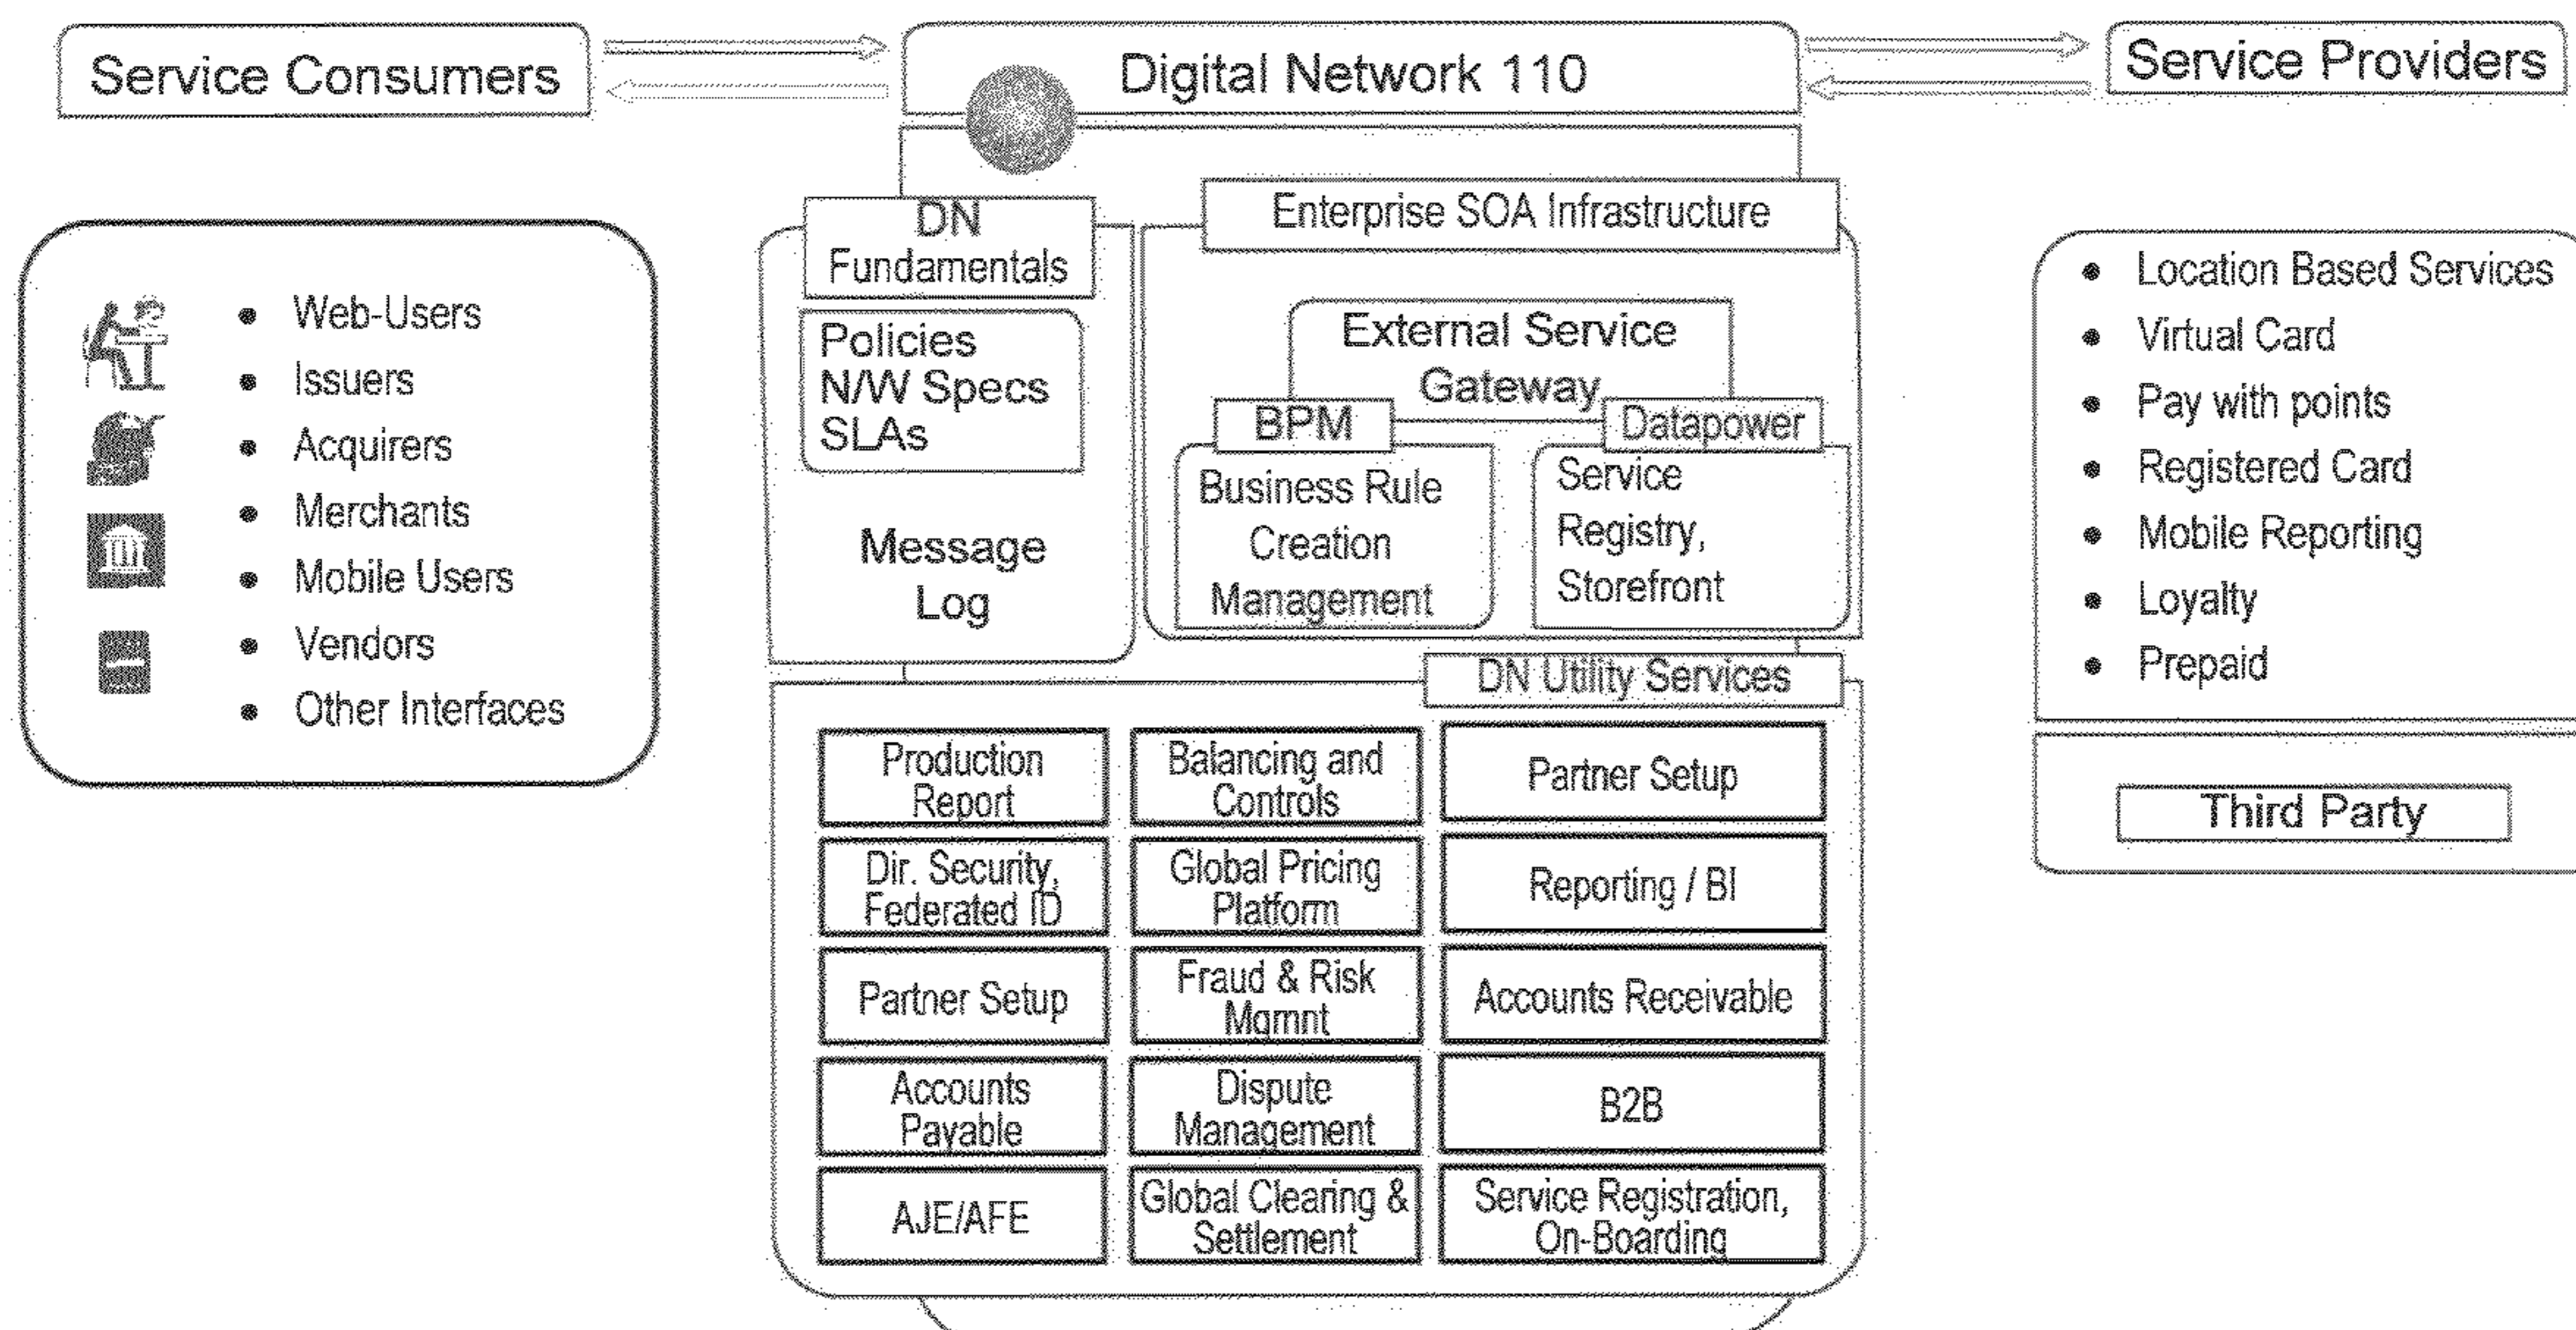 Service Consumers
Digital Network 110
Service Providers
• Web-Users
• Issuers
• Acquirers
• Merchants
• Mobile Users
• Vendors
• Other Interfaces
DN
Fundamentals
Policies
N/W Specs
SLAs
Message
Log
Enterprise SOA Infrastructure
External Service
Gateway
BPM
Business Rule
Creation
Management
Datapower
Service
Registry,
Storefront
DN Utility Services
Production
Report
Balancing and
Controls
Partner Setup
Dir. Security,
Federated ID
Global Pricing
Platform
Reporting / BI
Partner Setup
Fraud & Risk
Mgmnt
Accounts Receivable
Accounts
Payable
Dispute
Management
B2B
AJE/AFE
Global Clearing &
Settlement
Service Registration,
On-Boarding
• Location Based Services
• Virtual Card
• Pay with points
• Registered Card
• Mobile Reporting
• Loyalty
• Prepaid
Third Party